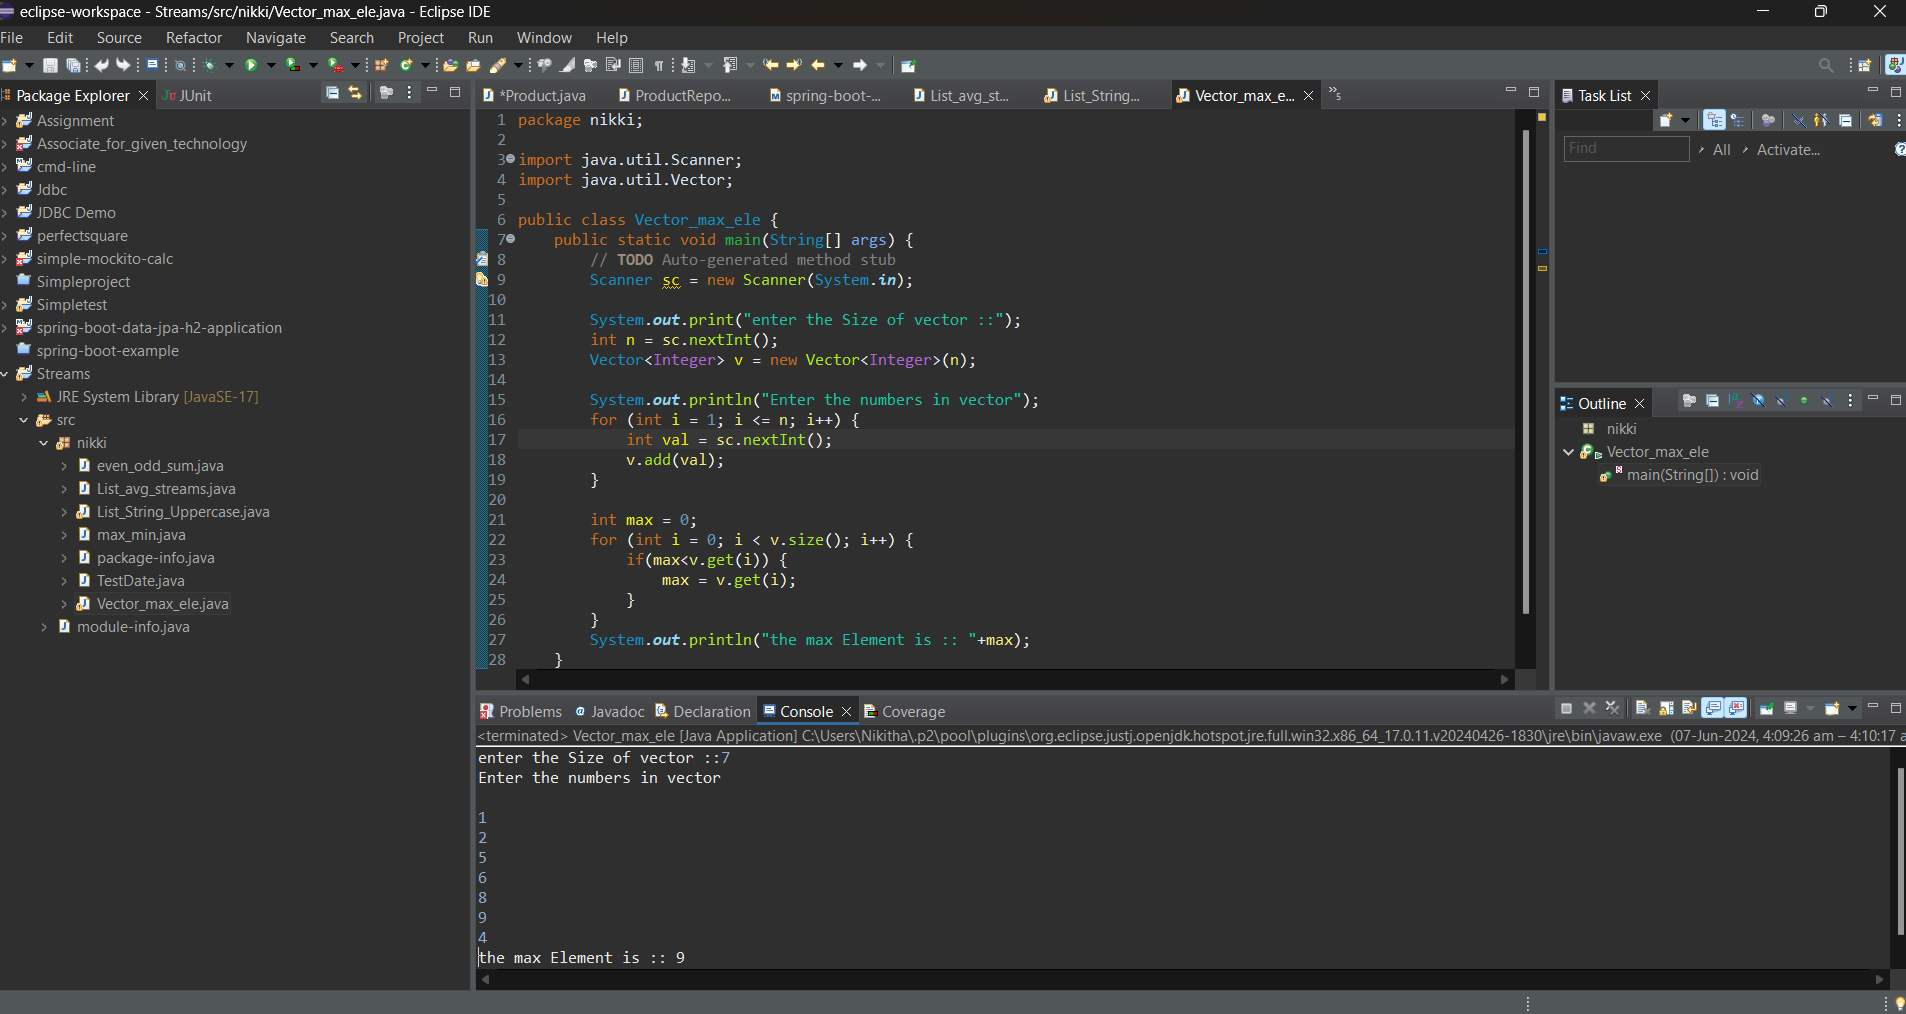 eclipse-workspace - Streams/src/nikki/Vector_max_ele.java - Eclipse IDE
File Edit Source Refactor Navigate Search Project Run Window Help
Package Explorer
JUnit
Assignment
Associate_for_given_technology
cmd-line
Jdbc
JDBC Demo
perfectsquare
simple-mockito-calc
Simpleproject
Simpletest
spring-boot-data-jpa-h2-application
spring-boot-example
Streams
JRE System Library [JavaSE-17]
src
nikki
even_odd_sum.java
List_avg_streams.java
List_String_Uppercase.java
max_min.java
package-info.java
TestDate.java
Vector_max_ele.java
module-info.java
*Product.java ProductRepo... spring-boot-... List_avg_st... List_String... Vector_max_e... »5
1 package nikki;
2
3 import java.util.Scanner;
4 import java.util.Vector;
5
6 public class Vector_max_ele {
7 public static void main(String[] args) {
8 // TODO Auto-generated method stub
9 Scanner sc = new Scanner(System.in);
10
11 System.out.print("enter the Size of vector ::");
12 int n = sc.nextInt();
13 Vector<Integer> v = new Vector<Integer>(n);
14
15 System.out.println("Enter the numbers in vector");
16 for (int i = 1; i <= n; i++) {
17 int val = sc.nextInt();
18 v.add(val);
19 }
20
21 int max = 0;
22 for (int i = 0; i < v.size(); i++) {
23 if(max<v.get(i)) {
24 max = v.get(i);
25 }
26 }
27 System.out.println("the max Element is :: "+max);
28 }
Task List
Find All Activate...
Outline
nikki
Vector_max_ele
main(String[]) : void
Problems Javadoc Declaration Console Coverage
<terminated> Vector_max_ele [Java Application] C:\Users\Nikitha\.p2\pool\plugins\org.eclipse.justj.openjdk.hotspot.jre.full.win32.x86_64_17.0.11.v20240426-1830\jre\bin\javaw.exe (07-Jun-2024, 4:09:26 am – 4:10:17 a
enter the Size of vector ::7
Enter the numbers in vector
1
2
5
6
8
9
4
the max Element is :: 9